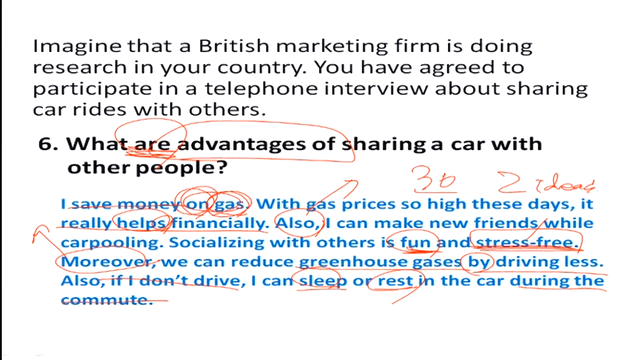 Imagine that a British marketing firm is doing
research in your country. You have agreed to
participate in a telephone interview about sharing
car rides with others.
6. What are advantages of sharing a car with
other people?
30 2 ideas
I save money on gas. With gas prices so high these days, it
really helps financially. Also, I can make new friends while
carpooling. Socializing with others is fun and stress-free.
Moreover, we can reduce greenhouse gases by driving less.
Also, if I don't drive, I can sleep or rest in the car during the
commute.